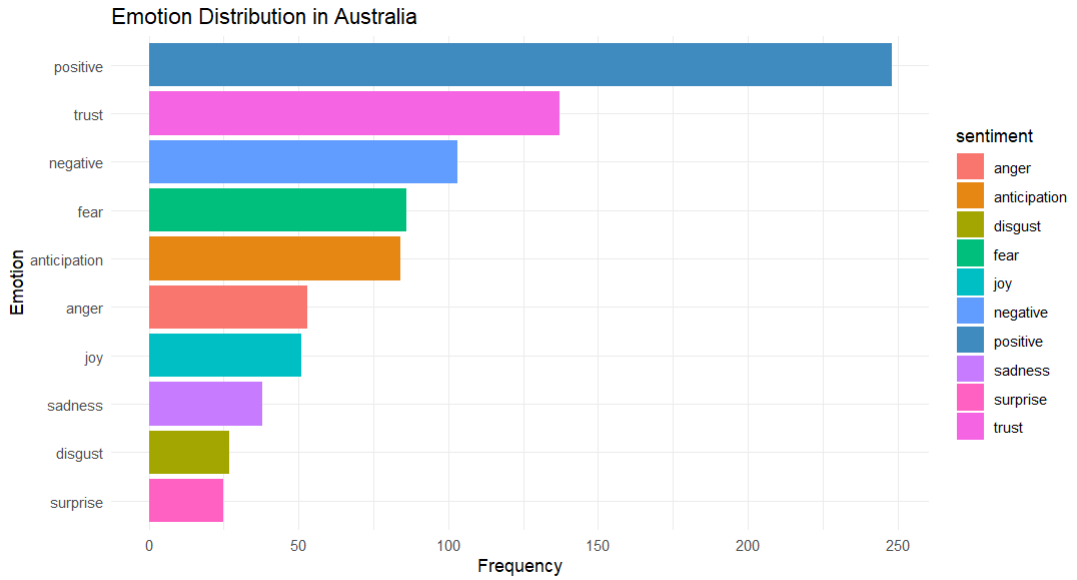 Emotion Distribution in Australia
positive
trust
negative
fear
anticipation
anger
joy
sadness
disgust
surprise
Emotion
0 50 100 150 200 250
Frequency
sentiment
anger
anticipation
disgust
fear
joy
negative
positive
sadness
surprise
trust